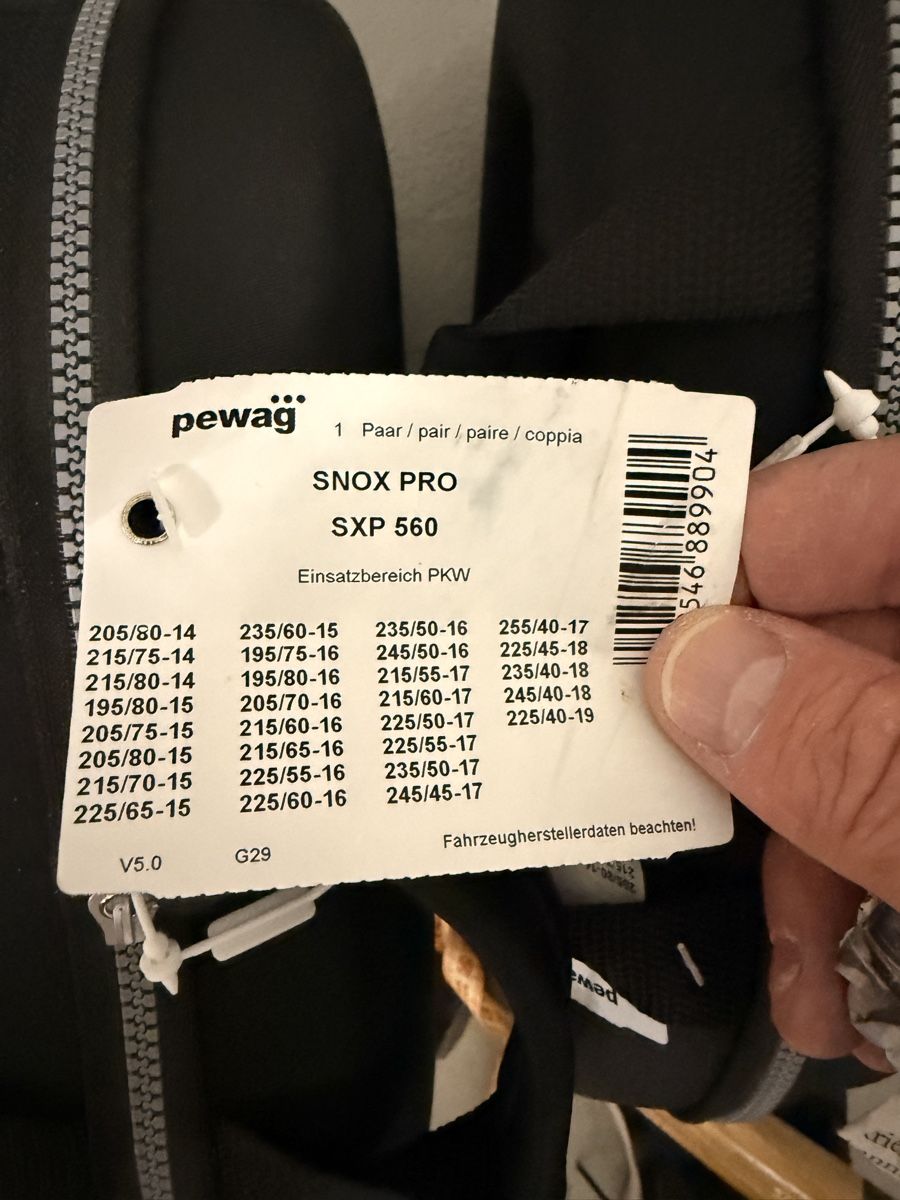 pewag
1 Paar / pair / paire / coppia
SNOX PRO
SXP 560
Einsatzbereich PKW
205/80-14 235/60-15 235/50-16 255/40-17
215/75-14 195/75-16 245/50-16 225/45-18
215/80-14 195/80-16 215/55-17 235/40-18
195/80-15 205/70-16 215/60-17 245/40-18
205/75-15 215/60-16 225/50-17 225/40-19
205/80-15 215/65-16 225/55-17
215/70-15 225/55-16 235/50-17
225/65-15 225/60-16 245/45-17
V5.0 G29 Fahrzeugherstellerdaten beachten!
546 889904
pewag